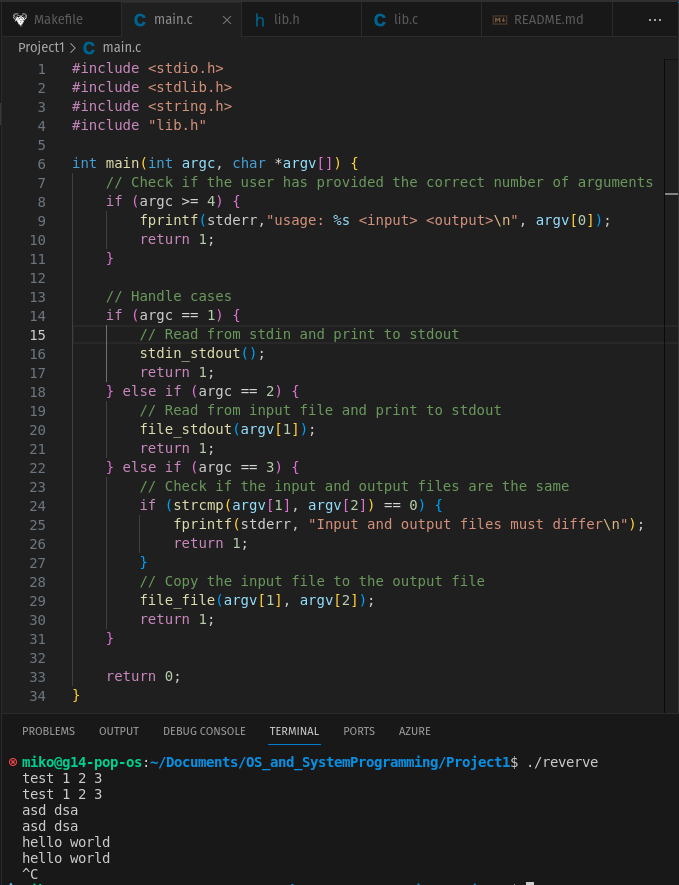 Makefile
C main.c ×
h lib.h
C lib.c
README.md
...
Project1 > C main.c
1 #include <stdio.h>
2 #include <stdlib.h>
3 #include <string.h>
4 #include "lib.h"
5
6 int main(int argc, char *argv[]) {
7     // Check if the user has provided the correct number of arguments
8     if (argc >= 4) {
9         fprintf(stderr,"usage: %s <input> <output>\n", argv[0]);
10         return 1;
11     }
12
13     // Handle cases
14     if (argc == 1) {
15         // Read from stdin and print to stdout
16         stdin_stdout();
17         return 1;
18     } else if (argc == 2) {
19         // Read from input file and print to stdout
20         file_stdout(argv[1]);
21         return 1;
22     } else if (argc == 3) {
23         // Check if the input and output files are the same
24         if (strcmp(argv[1], argv[2]) == 0) {
25             fprintf(stderr, "Input and output files must differ\n");
26             return 1;
27         }
28         // Copy the input file to the output file
29         file_file(argv[1], argv[2]);
30         return 1;
31     }
32
33     return 0;
34 }
PROBLEMS OUTPUT DEBUG CONSOLE TERMINAL PORTS AZURE
miko@g14-pop-os:~/Documents/OS_and_SystemProgramming/Project1$ ./reverve
test 1 2 3
test 1 2 3
asd dsa
asd dsa
hello world
hello world
^C